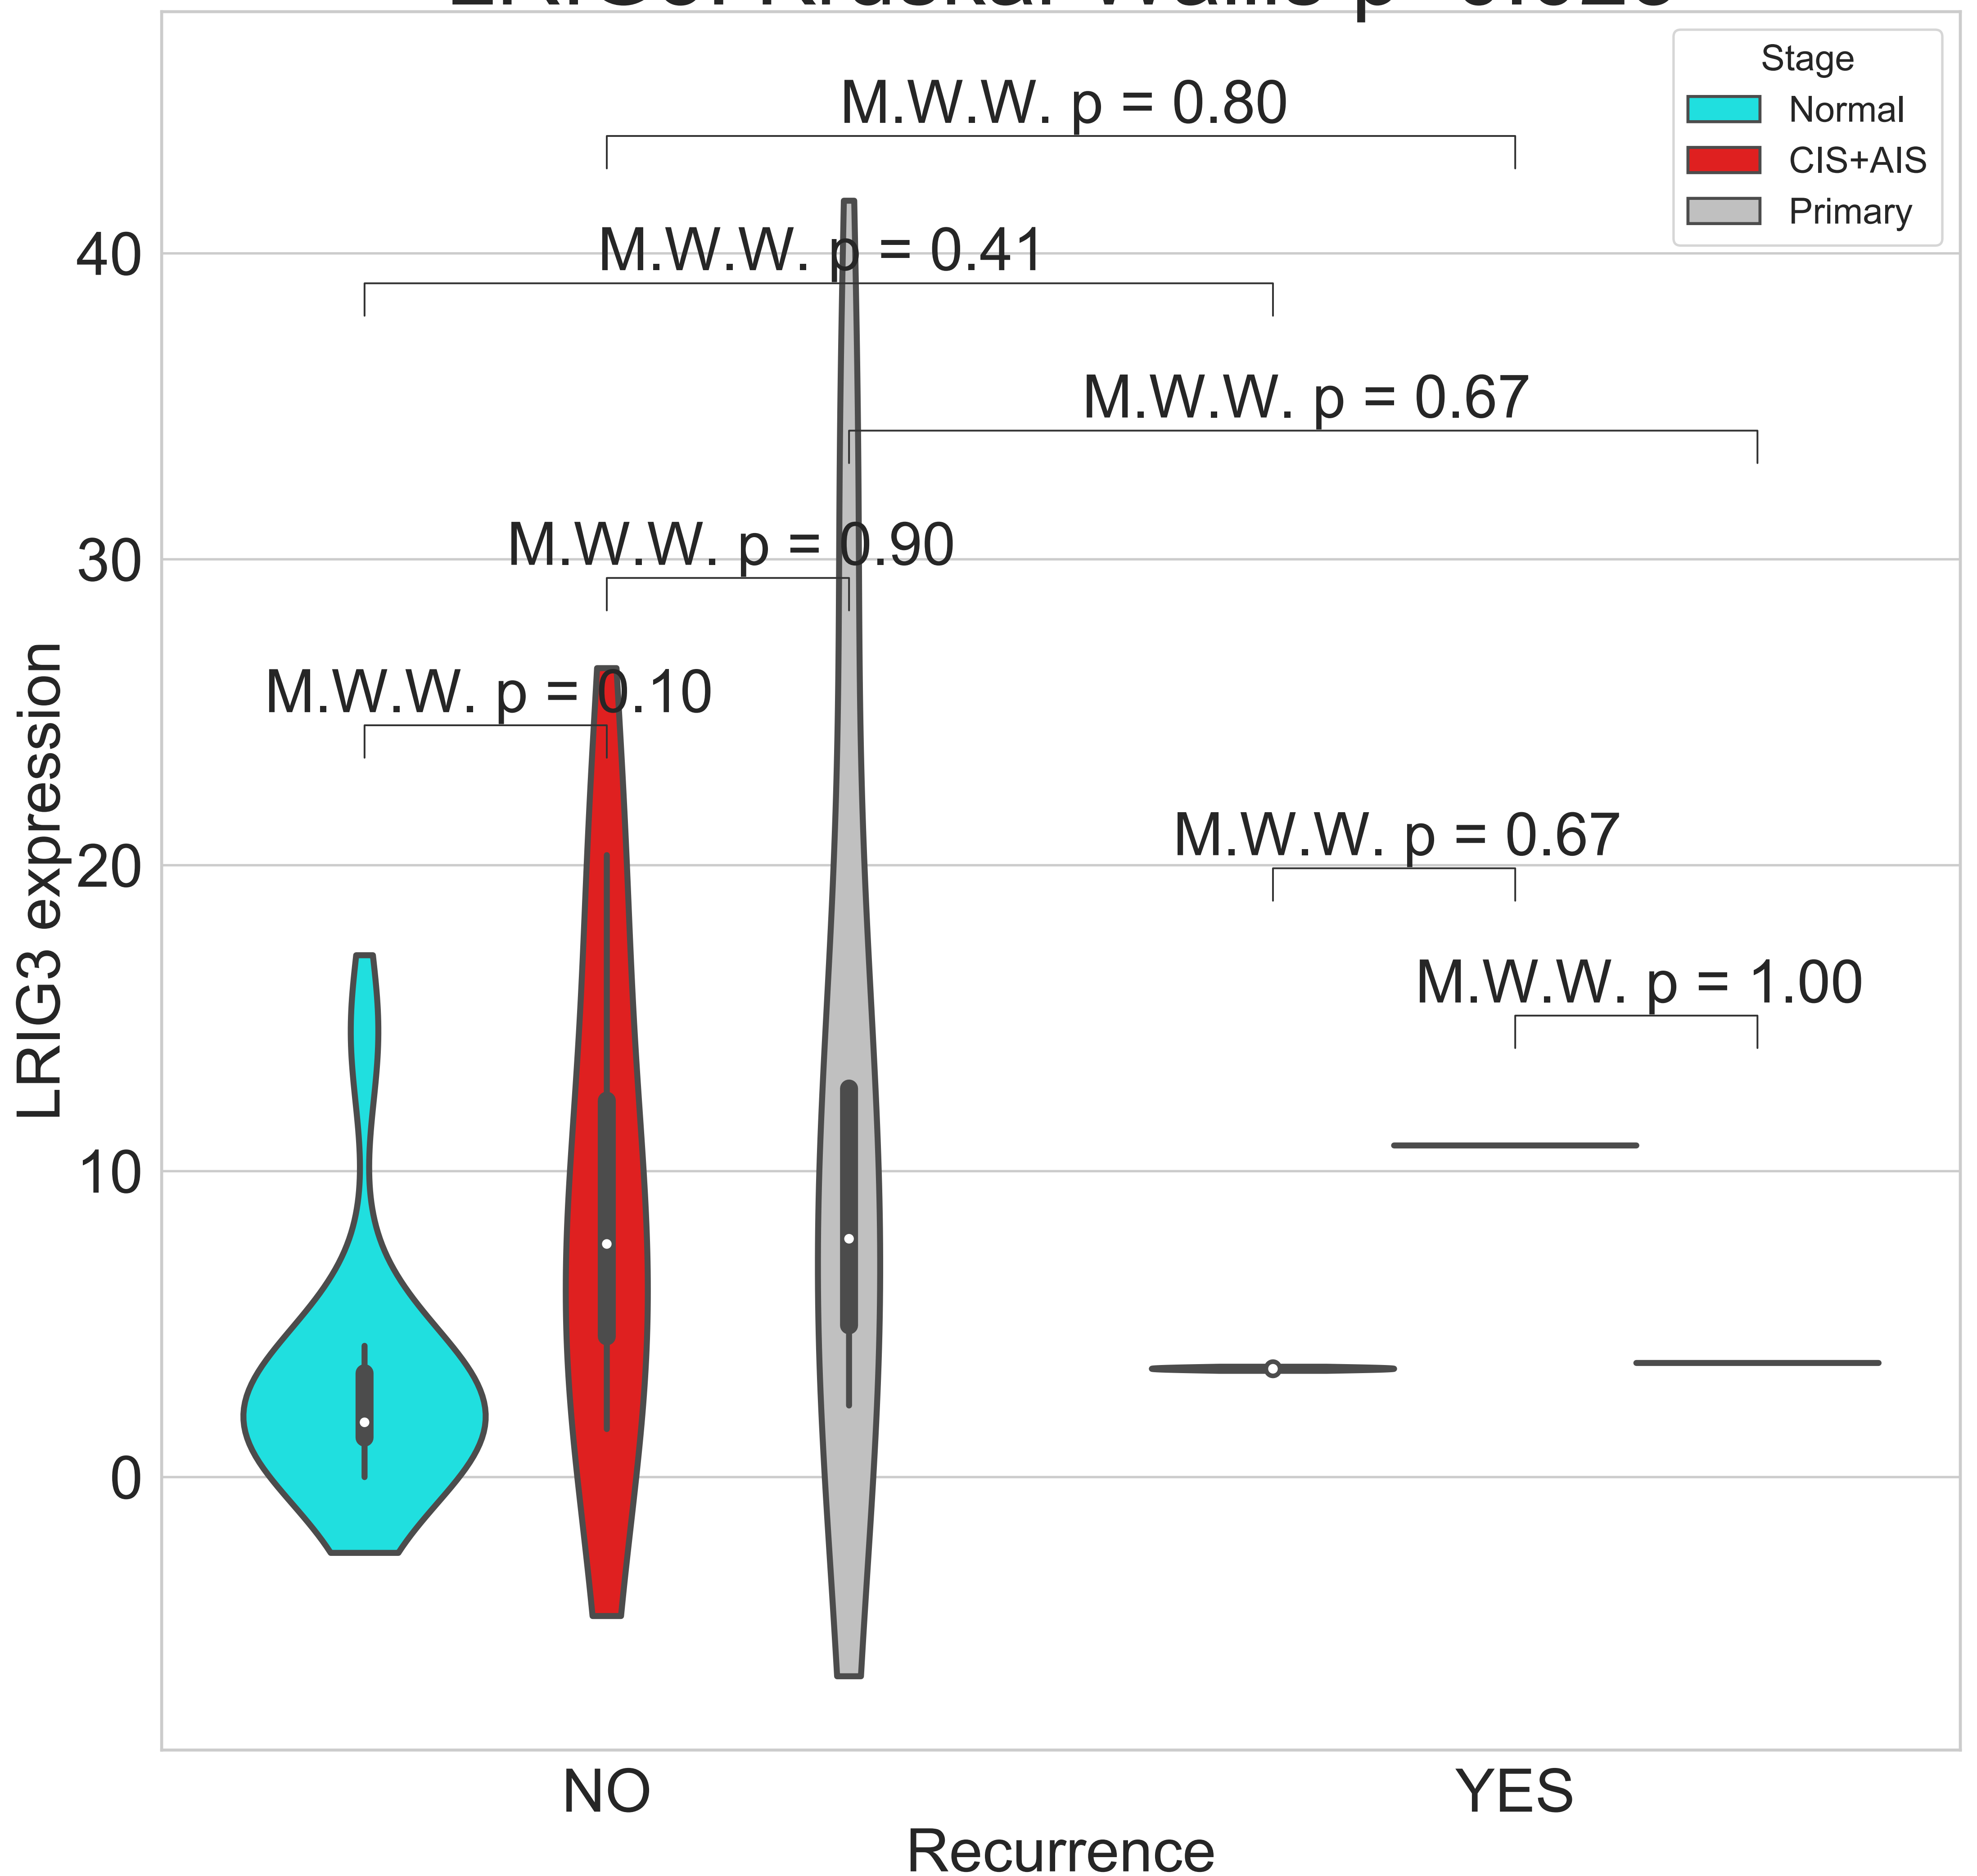 Stage
Normal
CIS+AIS
Primary
M.W.W. p = 0.80
M.W.W. p = 0.41
M.W.W. p = 0.67
M.W.W. p = 0.90
M.W.W. p = 0.10
M.W.W. p = 0.67
M.W.W. p = 1.00
40
30
20
10
0
LRIG3 expression
NO
YES
Recurrence